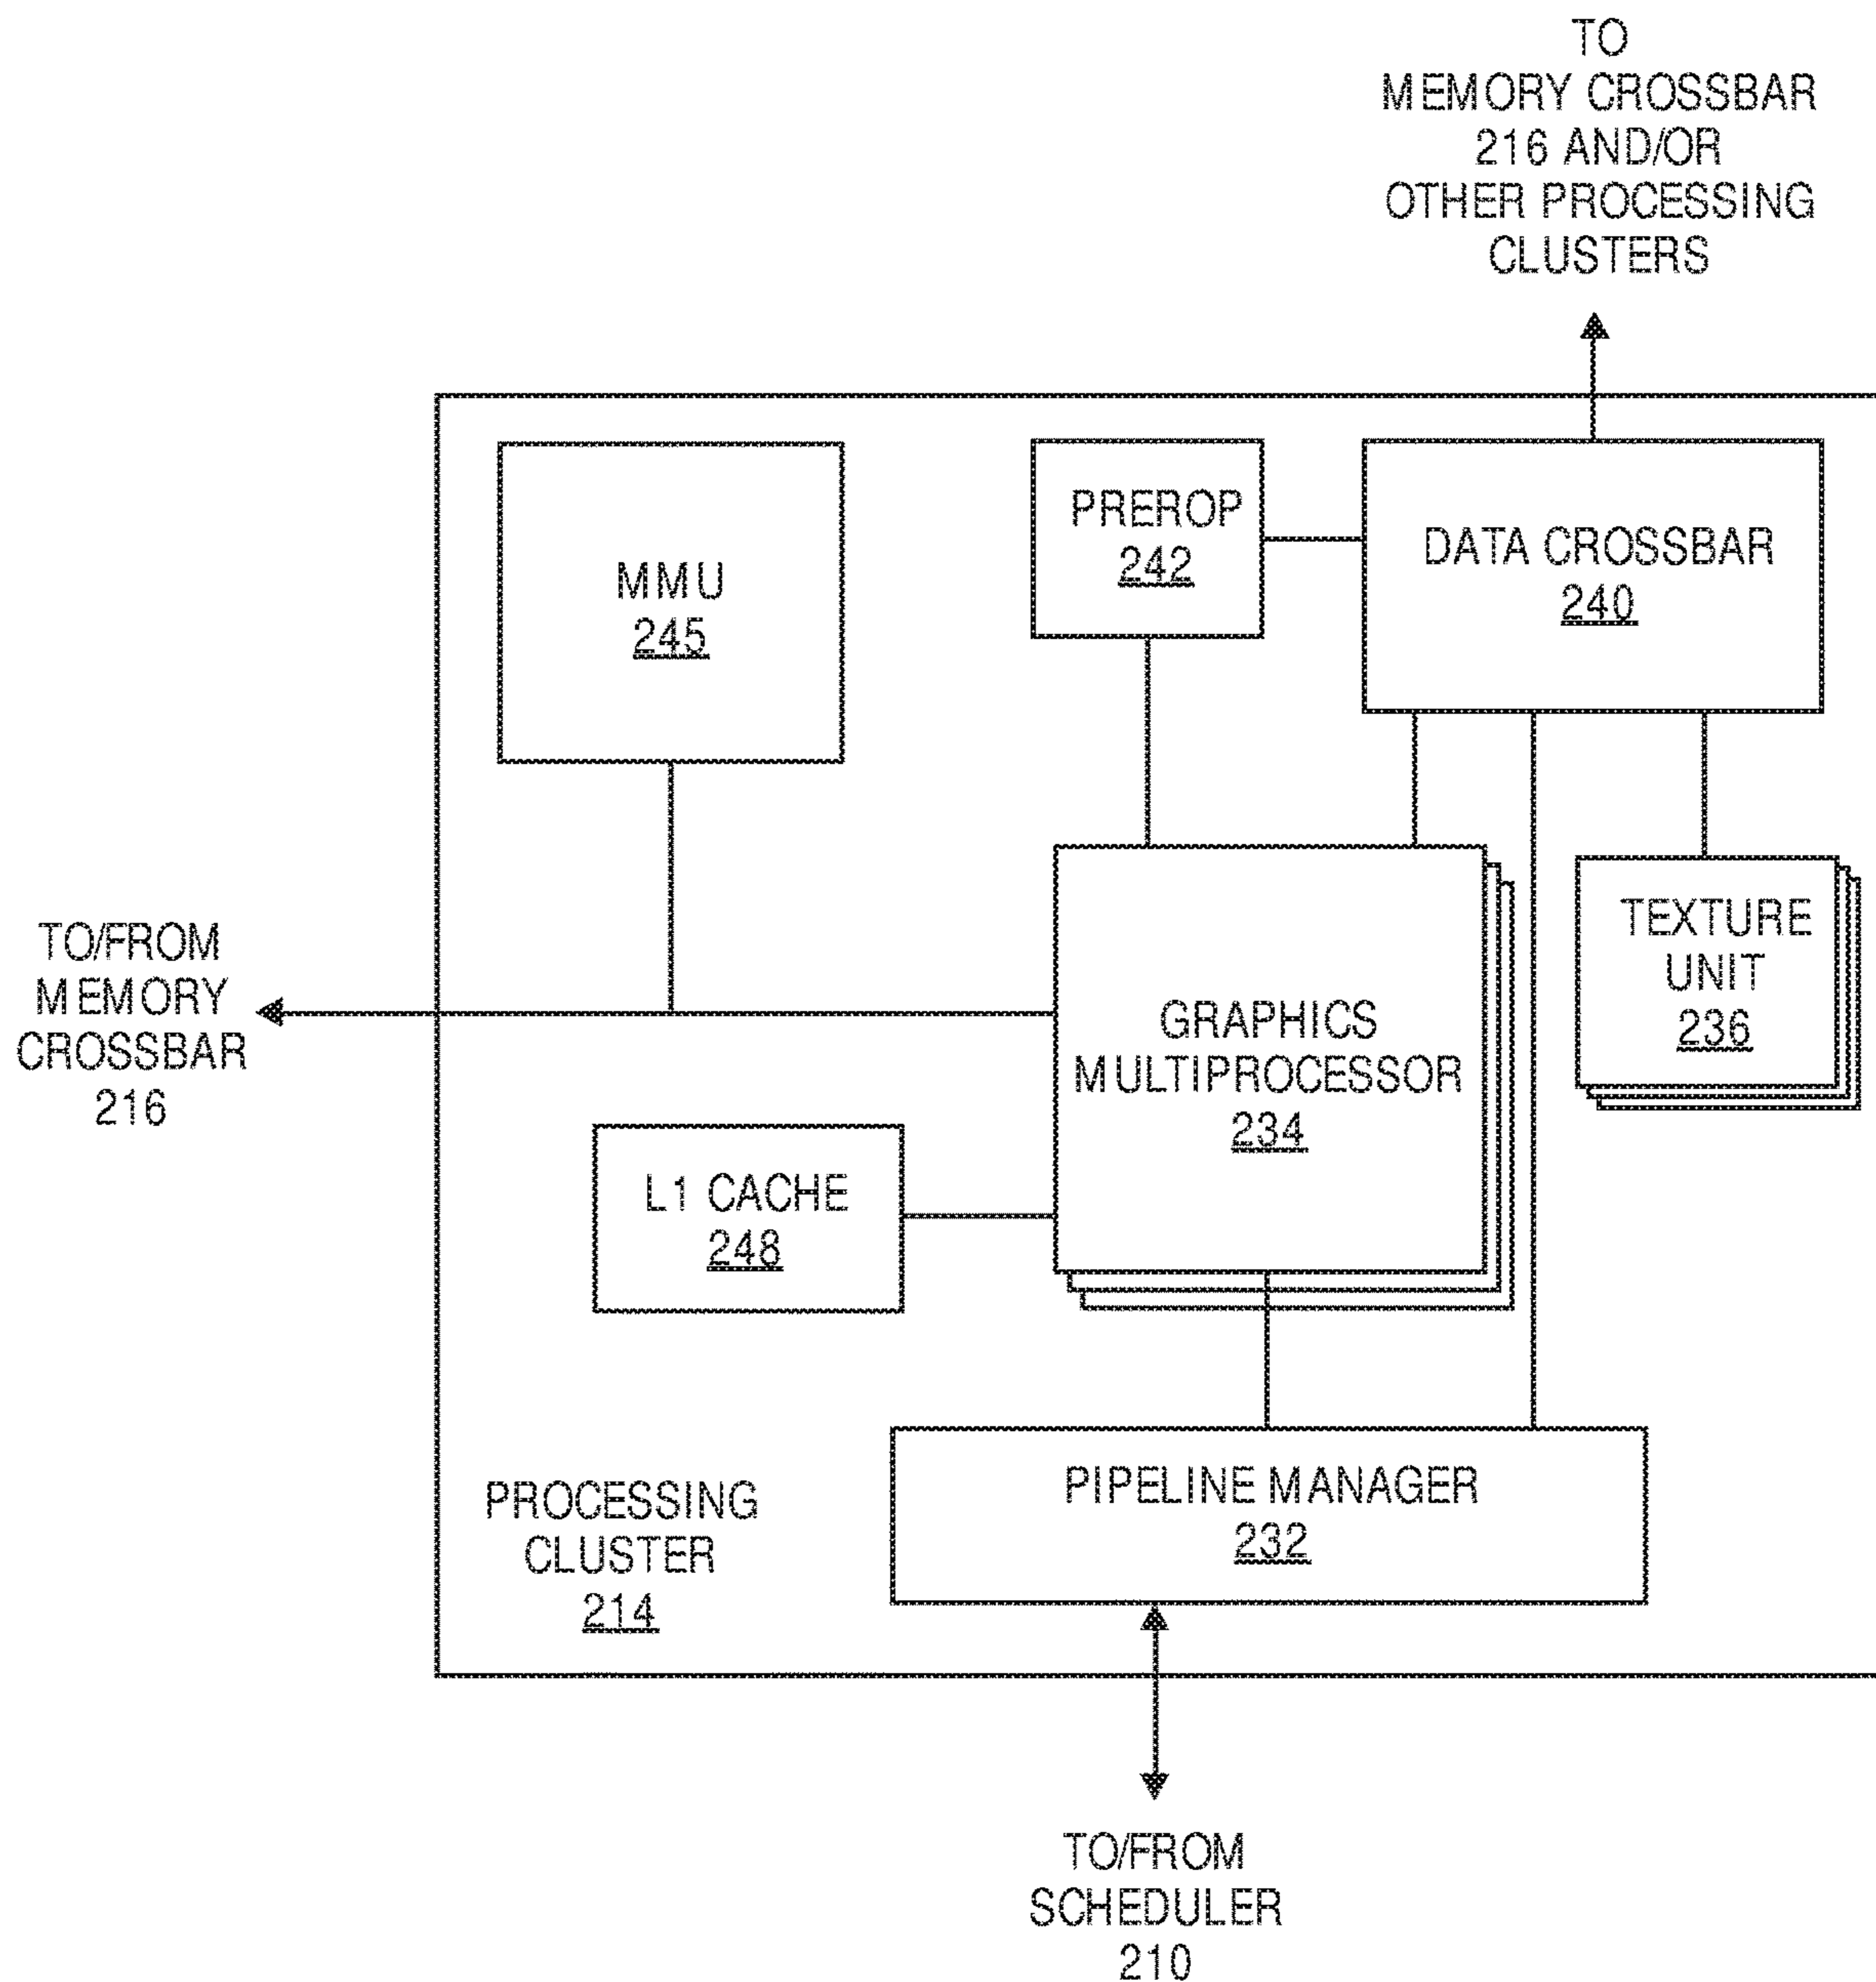 TO
MEMORY CROSSBAR
216 AND/OR
OTHER PROCESSING
CLUSTERS
MMU
245
PREROP
242
DATA CROSSBAR
240
TO/FROM
MEMORY
CROSSBAR
216
GRAPHICS
MULTIPROCESSOR
234
TEXTURE
UNIT
236
L1 CACHE
248
PROCESSING
CLUSTER
214
PIPELINE MANAGER
232
TO/FROM
SCHEDULER
210